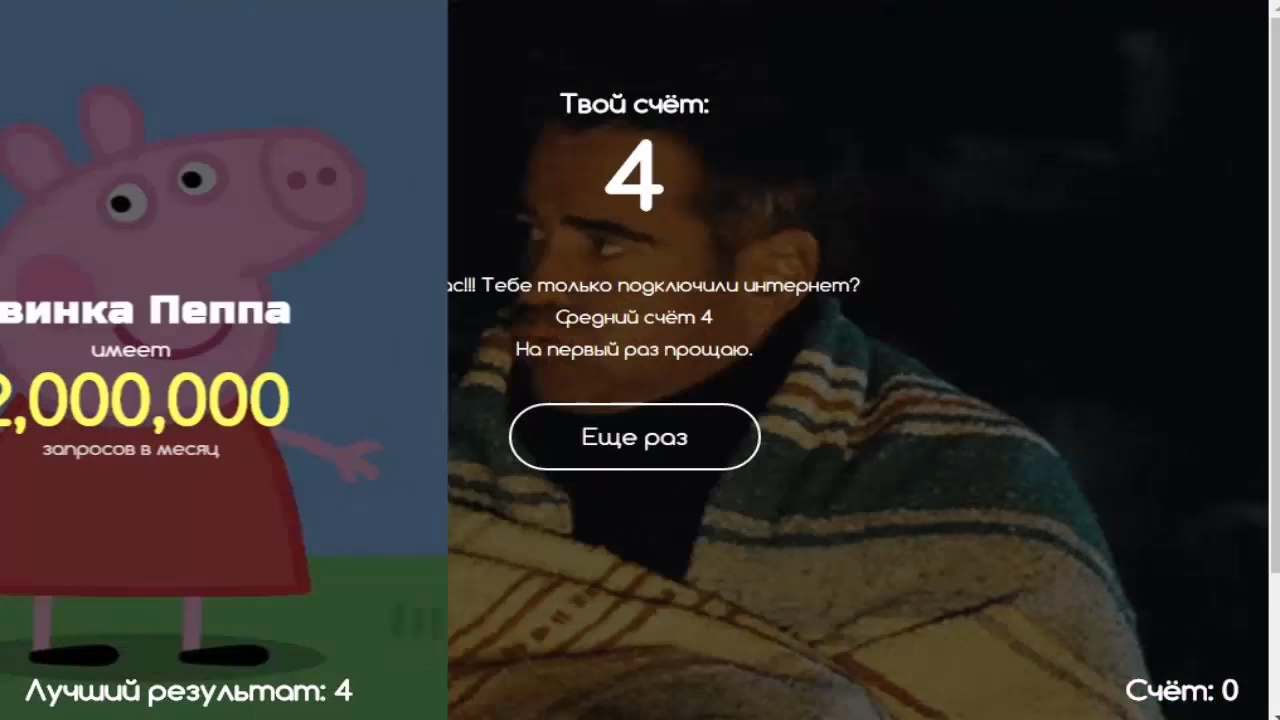 Твой счёт:
4
Тебе только подключили интернет?
Средний счёт 4
На первый раз прощаю.
Еще раз
Пеппа
имеет
2,000,000
запросов в месяц
Лучший результат: 4
Счёт: 0